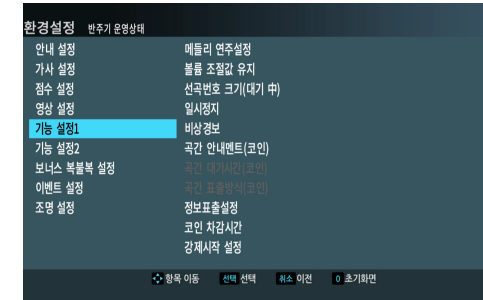 환경설정 반주기 운영상태
안내 설정
가사 설정
점수 설정
영상 설정
기능 설정1
기능 설정2
보너스 복불복 설정
이벤트 설정
조명 설정
메들리 연주설정
볼륨 조절값 유지
선곡번호 크기(대기 中)
일시정지
비상경보
곡간 안내멘트(코인)
곡간 대기시간(코인)
곡간 표출방식(코인)
정보표출설정
코인 차감시간
강제시작 설정
항목 이동 선택 선택 취소 이전 0 초기화면